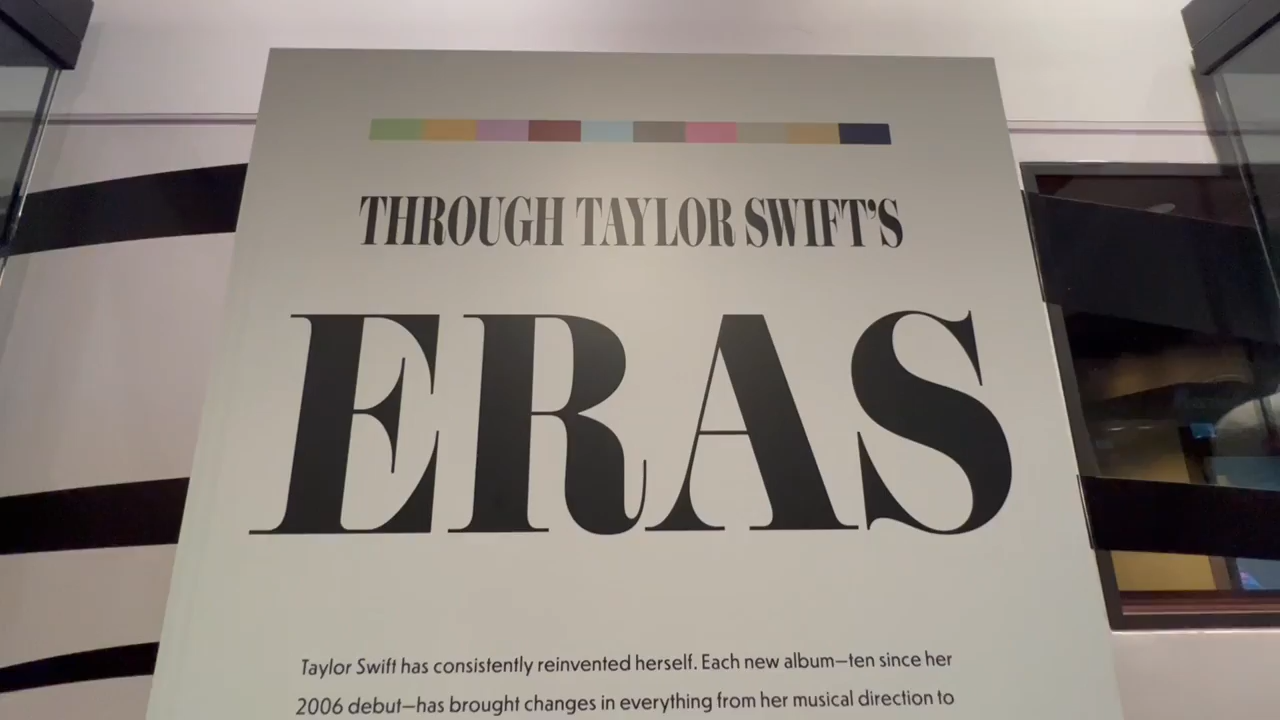 THROUGH TAYLOR SWIFT'S
ERAS
Taylor Swift has consistently reinvented herself. Each new album—ten since her
2006 debut—has brought changes in everything from her musical direction to